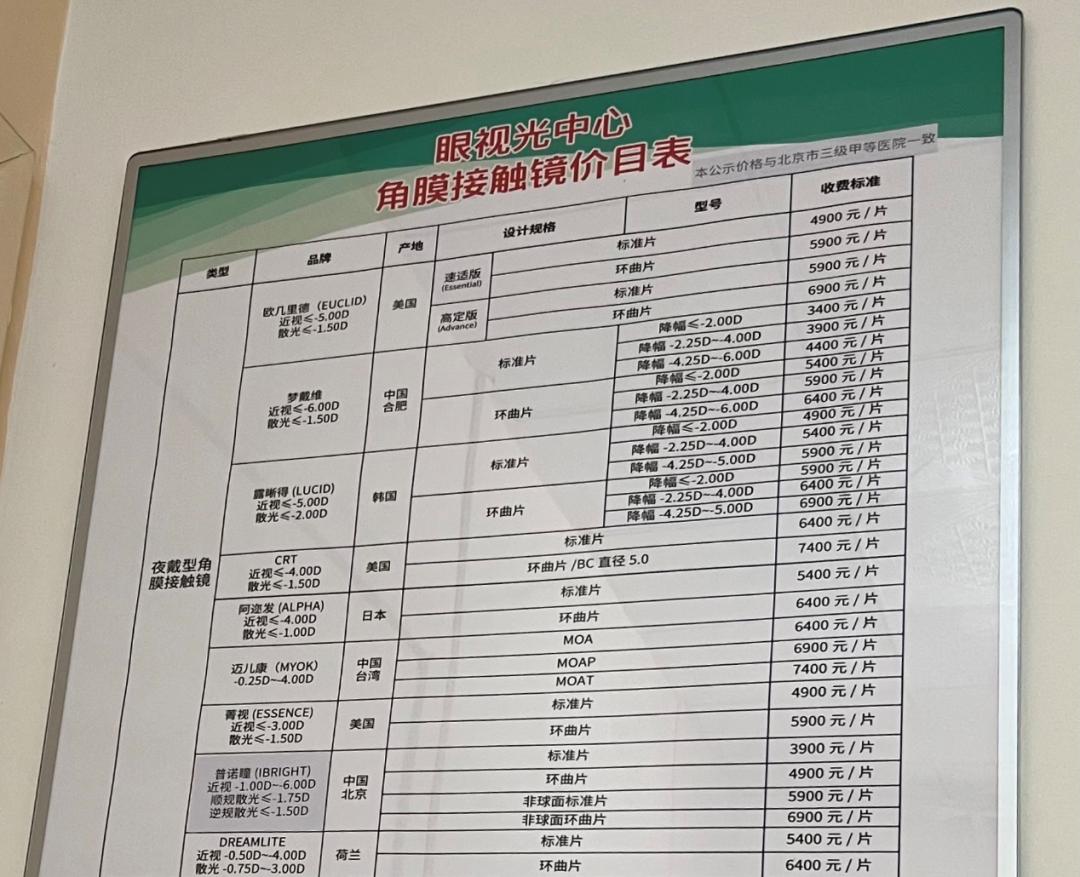 眼视光中心
角膜接触镜价目表
本公示价格与北京市三级甲等医院一致
类型 品牌 产地 设计规格 型号 收费标准
夜戴型角
膜接触镜
欧几里德（EUCLID）
近视≤-5.00D
散光≤-1.50D
美国
速适版
(Essential)
标准片 4900 元 / 片
环曲片 5900 元 / 片
高定版
(Advance)
标准片 5900 元 / 片
环曲片 6900 元 / 片
梦戴维
近视≤-6.00D
散光≤-1.50D
中国
合肥
标准片
降幅≤-2.00D 3400 元 / 片
降幅 -2.25D~-4.00D 3900 元 / 片
降幅 -4.25D~-6.00D 4400 元 / 片
环曲片
降幅≤-2.00D 5400 元 / 片
降幅 -2.25D~-4.00D 5900 元 / 片
降幅 -4.25D~-6.00D 6400 元 / 片
露晰得 (LUCID)
近视≤-5.00D
散光≤-2.00D
韩国
标准片
降幅≤-2.00D 4900 元 / 片
降幅 -2.25D~-4.00D 5400 元 / 片
降幅 -4.25D~-5.00D 5900 元 / 片
环曲片
降幅≤-2.00D 5900 元 / 片
降幅 -2.25D~-4.00D 6400 元 / 片
降幅 -4.25D~-5.00D 6900 元 / 片
CRT
近视≤-4.00D
散光≤-1.50D
美国
标准片 6400 元 / 片
环曲片 /BC 直径 5.0 7400 元 / 片
阿迩发 (ALPHA)
近视≤-4.00D
散光≤-1.00D
日本
标准片 5400 元 / 片
环曲片 6400 元 / 片
迈儿康（MYOK）
-0.25D~-4.00D
中国
台湾
MOA 6400 元 / 片
MOAP 6900 元 / 片
MOAT 7400 元 / 片
菁视 (ESSENCE)
近视≤-3.00D
散光≤-1.50D
美国
标准片 4900 元 / 片
环曲片 5900 元 / 片
普诺瞳 (IBRIGHT)
近视 -1.00D~-6.00D
顺规散光≤-1.75D
逆规散光≤-1.50D
中国
北京
标准片 3900 元 / 片
环曲片 4900 元 / 片
非球面标准片 5900 元 / 片
非球面环曲片 6900 元 / 片
DREAMLITE
近视 -0.50D~-4.00D
散光 -0.75D~-3.00D
荷兰
标准片 5400 元 / 片
环曲片 6400 元 / 片